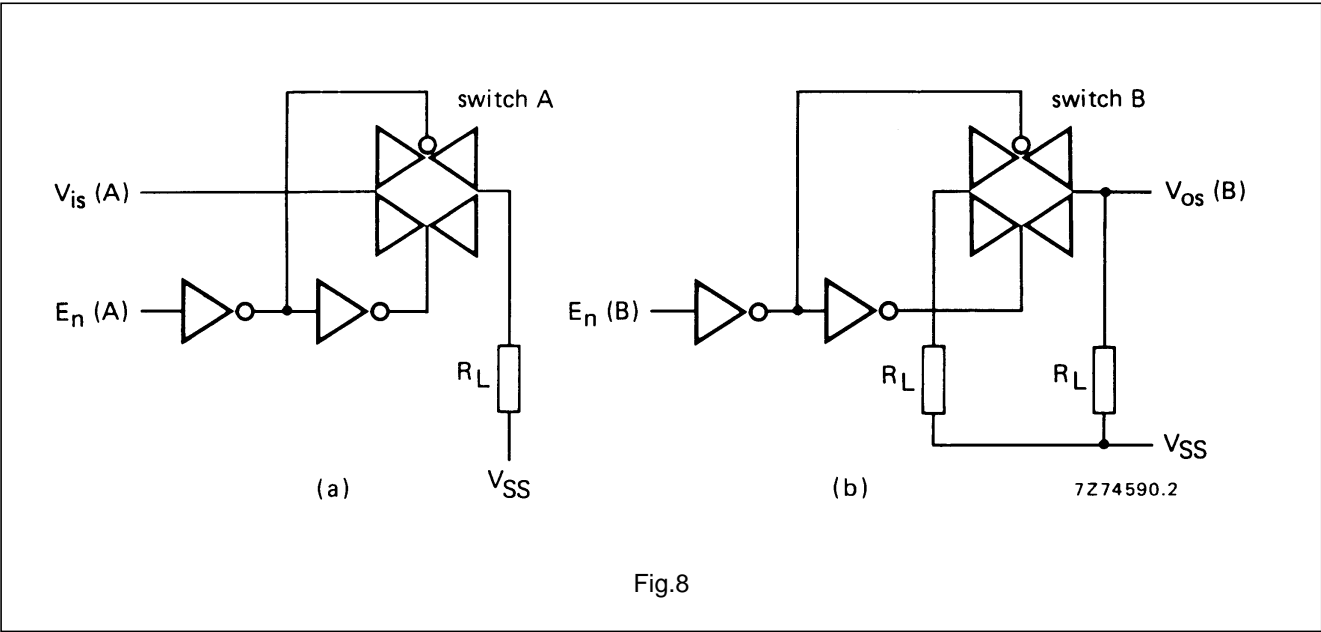 switch A
V_is (A)
E_n (A)
R_L
V_SS
(a)
switch B
V_os (B)
E_n (B)
R_L
R_L
V_SS
(b)
7Z74590.2
Fig.8